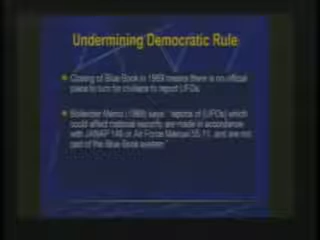 Undermining Democratic Rule
Closing of Blue Book in 1969 means there is no official
place to turn for civilians to report UFOs.
Bolender Memo (1969) says: "reports of [UFOs] which
could affect national security are made in accordance
with JANAP 146 or Air Force Manual 55-11, and are not
part of the Blue Book system."